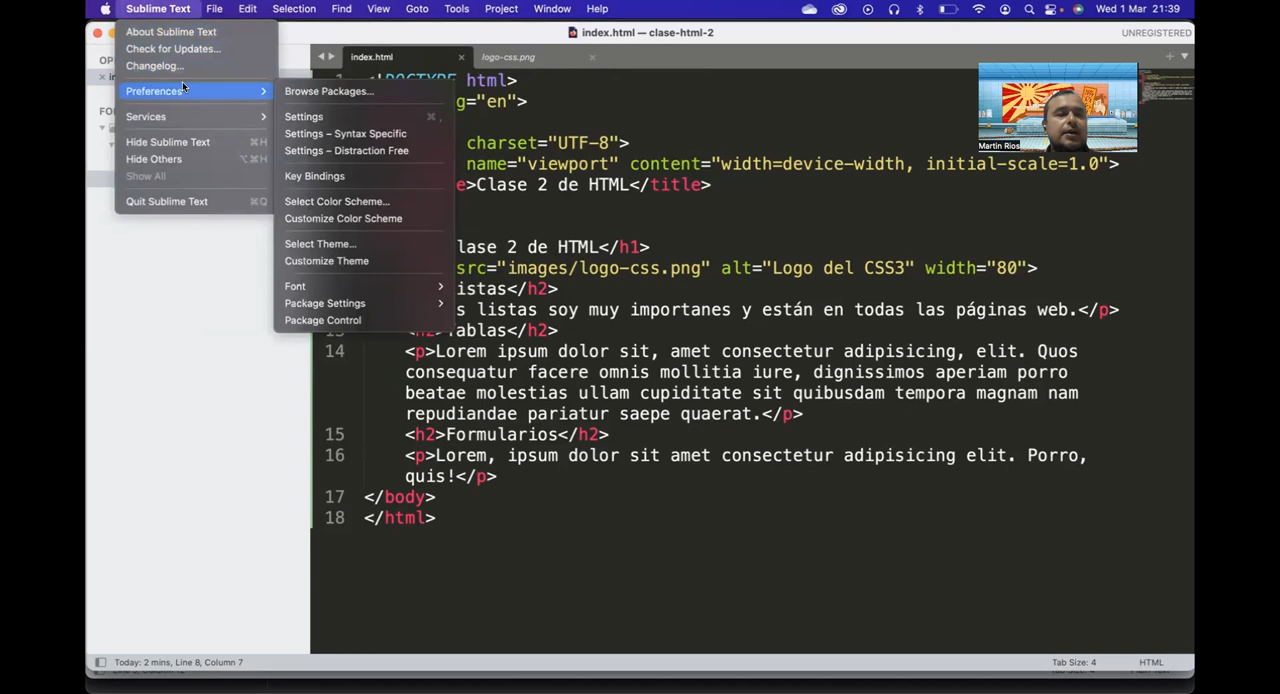 Sublime Text File Edit Selection Find View Goto Tools Project Window Help Wed 1 Mar 21:39
index.html — clase-html-2 UNREGISTERED
About Sublime Text
Check for Updates...
Changelog...
Preferences
Services
Hide Sublime Text ⌘H
Hide Others ⌥⌘H
Show All
Quit Sublime Text ⌘Q
Browse Packages...
Settings ⌘ ,
Settings – Syntax Specific
Settings – Distraction Free
Key Bindings
Select Color Scheme...
Customize Color Scheme
Select Theme...
Customize Theme
Font
Package Settings
Package Control
index.html × logo-css.png ×
html>
g="en">
charset="UTF-8">
name="viewport" content="width=device-width, initial-scale=1.0">
e>Clase 2 de HTML</title>
lase 2 de HTML</h1>
src="images/logo-css.png" alt="Logo del CSS3" width="80">
istas</h2>
s listas soy muy importanes y están en todas las páginas web.</p>
ablas</h2>
14 <p>Lorem ipsum dolor sit, amet consectetur adipisicing, elit. Quos
consequatur facere omnis mollitia iure, dignissimos aperiam porro
beatae molestias ullam cupiditate sit quibusdam tempora magnam nam
repudiandae pariatur saepe quaerat.</p>
15 <h2>Formularios</h2>
16 <p>Lorem, ipsum dolor sit amet consectetur adipisicing elit. Porro,
quis!</p>
17 </body>
18 </html>
Martin Rios
Today: 2 mins, Line 8, Column 7 Tab Size: 4 HTML